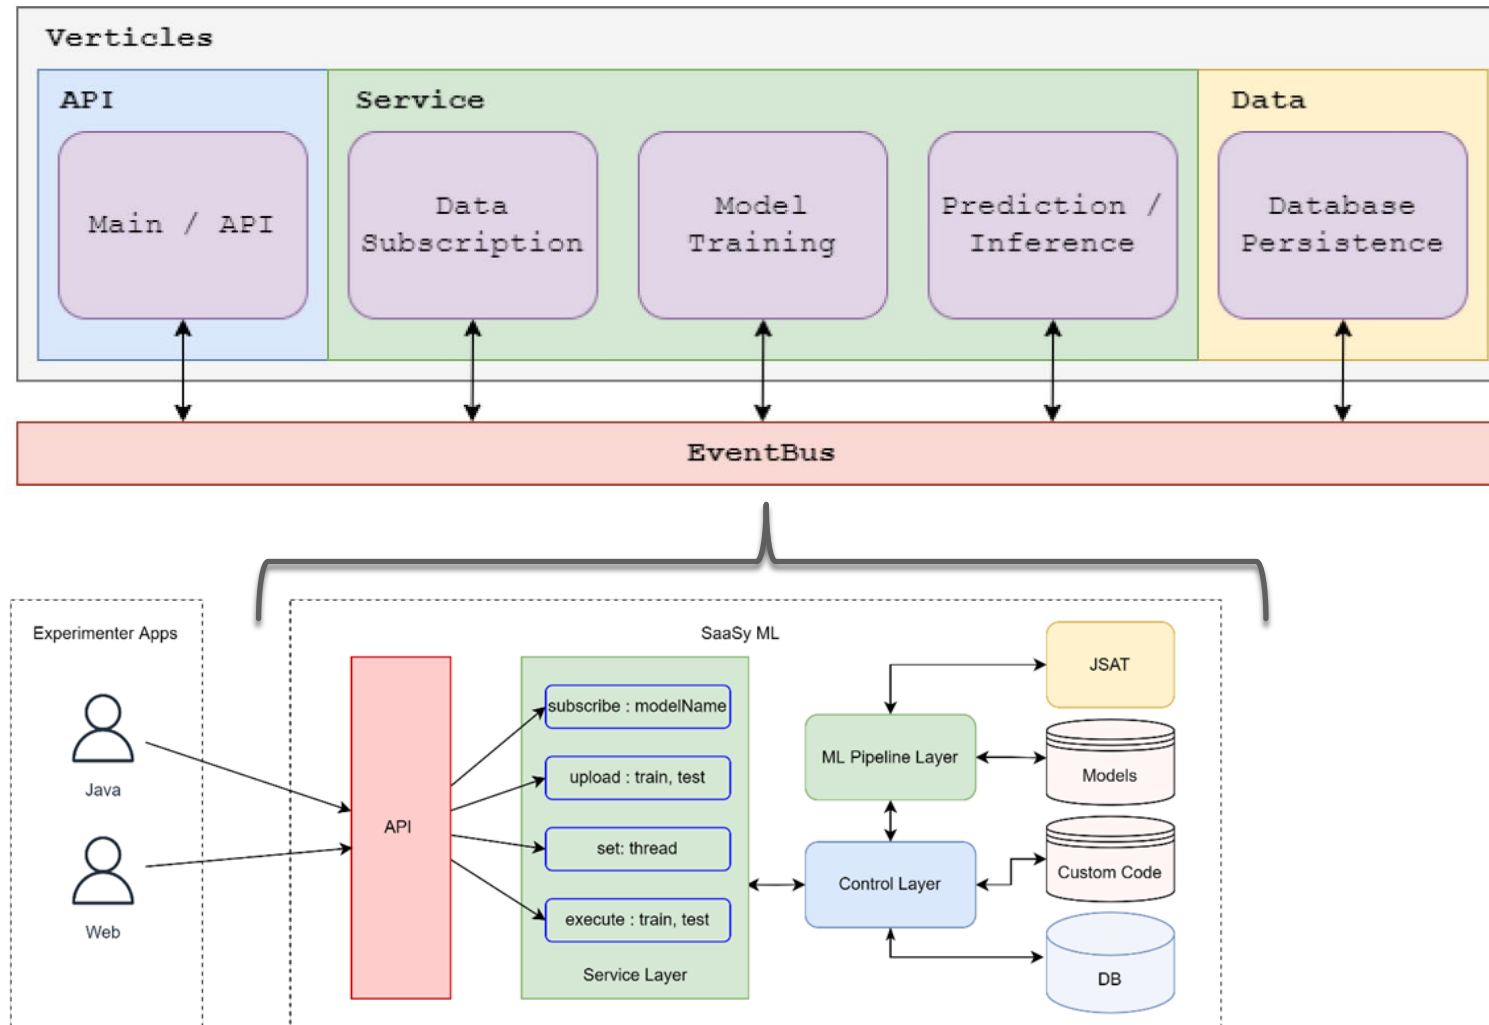 Verticles
API
Service
Data
Main / API
Data
Subscription
Model
Training
Prediction /
Inference
Database
Persistence
EventBus
Experimenter Apps
SaaSy ML
Java
Web
API
subscribe : modelName
upload : train, test
set: thread
execute : train, test
Service Layer
ML Pipeline Layer
Control Layer
JSAT
Models
Custom Code
DB